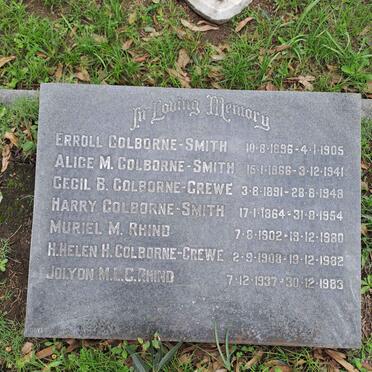 In Loving Memory
ERROLL COLBORNE-SMITH 10-8-1896-4-1-1905
ALICE M. COLBORNE-SMITH 15-1-1866-3-12-1941
CECIL B. COLBORNE-CREWE 3-8-1891-28-6-1948
HARRY COLBORNE-SMITH 17-1-1864-31-8-1954
MURIEL M. RHIND 7-8-1902-19-12-1980
H. HELEN H. COLBORNE-CREWE 2-9-1908-19-12-1982
JOLYON M.L.C. RHIND 7-12-1937-30-12-1983